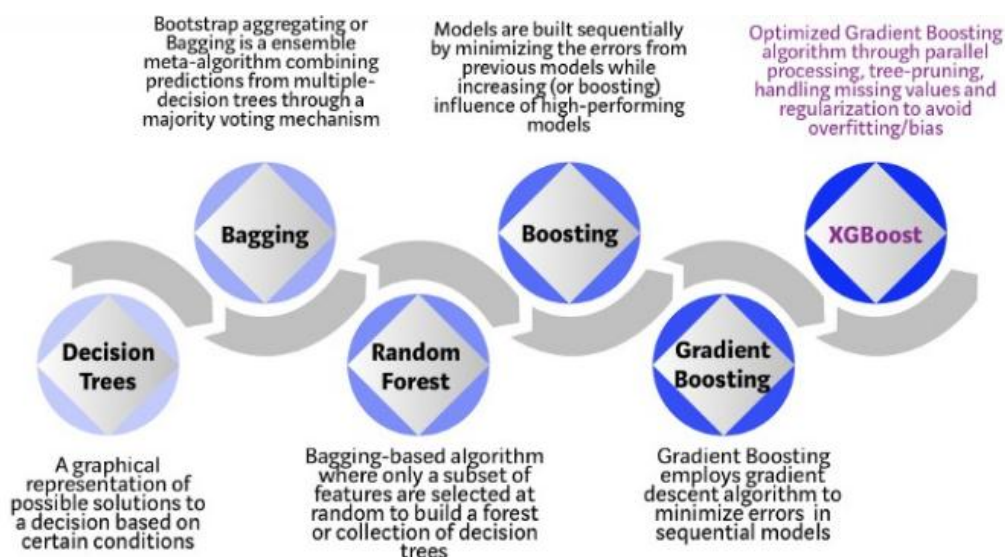 Bootstrap aggregating or
Bagging is a ensemble
meta-algorithm combining
predictions from multiple-
decision trees through a
majority voting mechanism
Models are built sequentially
by minimizing the errors from
previous models while
increasing (or boosting)
influence of high-performing
models
Optimized Gradient Boosting
algorithm through parallel
processing, tree-pruning,
handling missing values and
regularization to avoid
overfitting/bias
Bagging
Boosting
XGBoost
Decision
Trees
Random
Forest
Gradient
Boosting
A graphical
representation of
possible solutions to
a decision based on
certain conditions
Bagging-based algorithm
where only a subset of
features are selected at
random to build a forest
or collection of decision
trees
Gradient Boosting
employs gradient
descent algorithm to
minimize errors in
sequential models